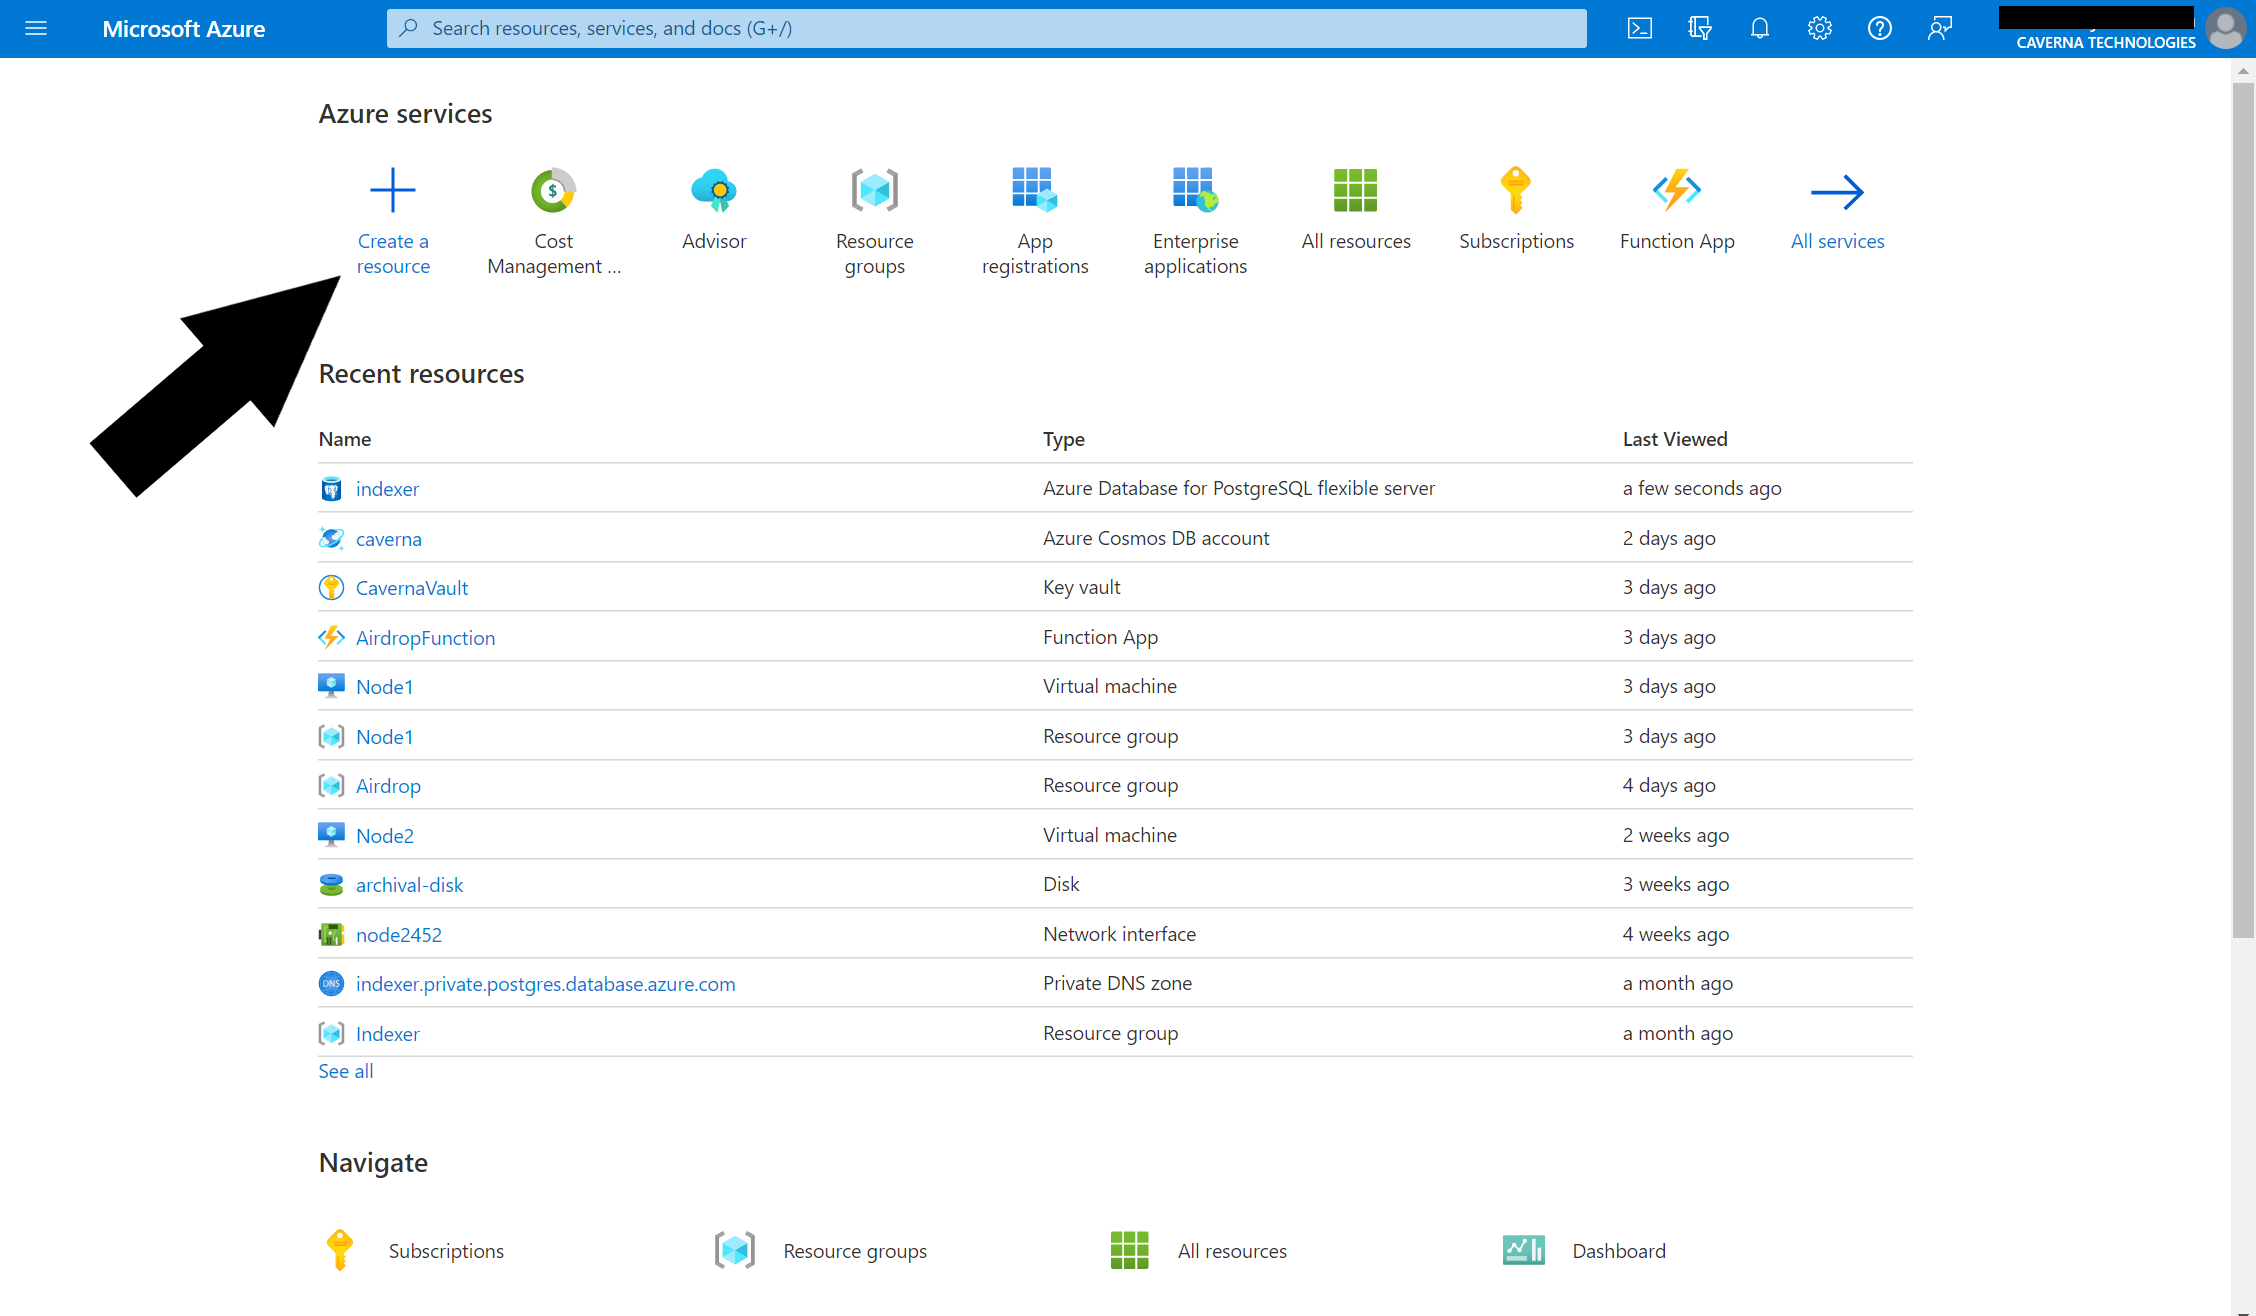 Microsoft Azure
Search resources, services, and docs (G+/)
CAVERNA TECHNOLOGIES
Azure services
Create a resource
Cost Management ...
Advisor
Resource groups
App registrations
Enterprise applications
All resources
Subscriptions
Function App
All services
Recent resources
Name Type Last Viewed
indexer Azure Database for PostgreSQL flexible server a few seconds ago
caverna Azure Cosmos DB account 2 days ago
CavernaVault Key vault 3 days ago
AirdropFunction Function App 3 days ago
Node1 Virtual machine 3 days ago
Node1 Resource group 3 days ago
Airdrop Resource group 4 days ago
Node2 Virtual machine 2 weeks ago
archival-disk Disk 3 weeks ago
node2452 Network interface 4 weeks ago
DNS indexer.private.postgres.database.azure.com Private DNS zone a month ago
Indexer Resource group a month ago
See all
Navigate
Subscriptions Resource groups All resources Dashboard